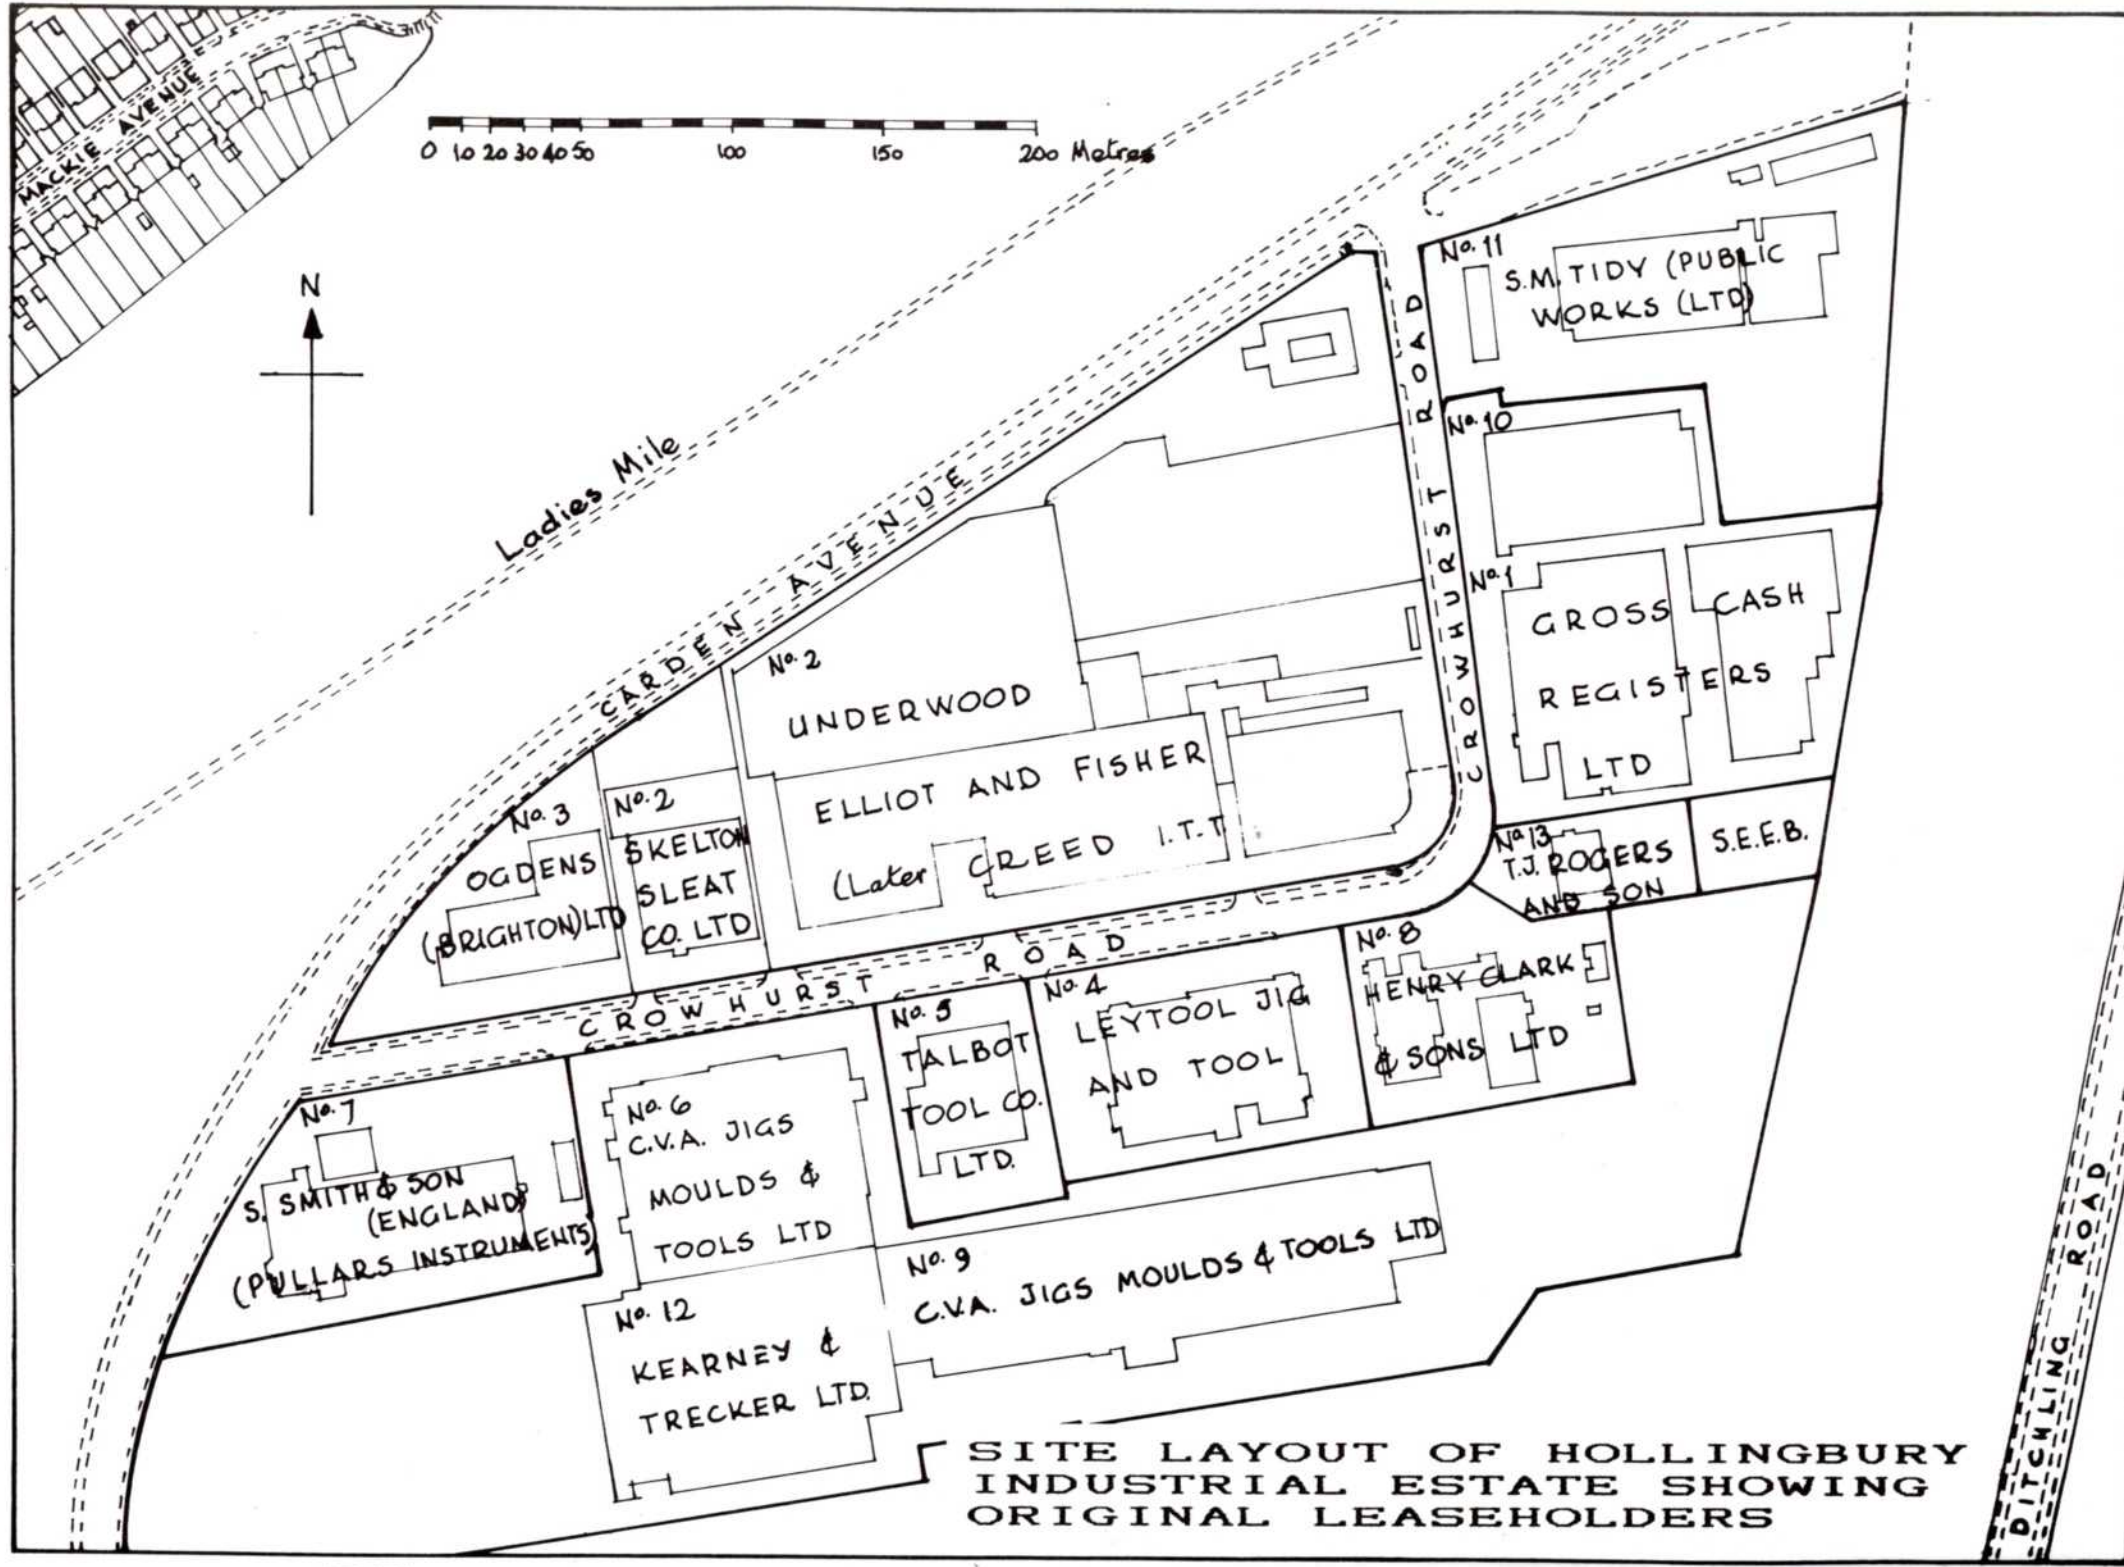 MACKIE AVENUE
0 10 20 30 40 50 100 150 200 Metres
N
Ladies Mile
CARDEN AVENUE
CROWHURST ROAD
No. 11
S.M. TIDY (PUBLIC
WORKS (LTD)
No. 10
No. 1
GROSS CASH
REGISTERS
LTD
No. 2
UNDERWOOD
ELLIOT AND FISHER
(Later CREED I.T.T
No. 3
OGDENS
(BRIGHTON) LTD
No. 2
SKELTON
SLEAT
CO. LTD
No 13
T.J. ROGERS
AND SON
S.E.E.B.
CROWHURST ROAD
No. 8
HENRY CLARK
& SONS LTD
No. 4
LEYTOOL JIG
AND TOOL
No. 5
TALBOT
TOOL CO.
LTD.
No. 7
S. SMITH & SON
(ENGLAND)
(PULLARS INSTRUMENTS)
No. 6
C.V.A. JIGS
MOULDS &
TOOLS LTD
No. 9
C.V.A. JIGS MOULDS & TOOLS LTD
No. 12
KEARNEY &
TRECKER LTD.
DITCHLING ROAD
SITE LAYOUT OF HOLLINGBURY
INDUSTRIAL ESTATE SHOWING
ORIGINAL LEASEHOLDERS